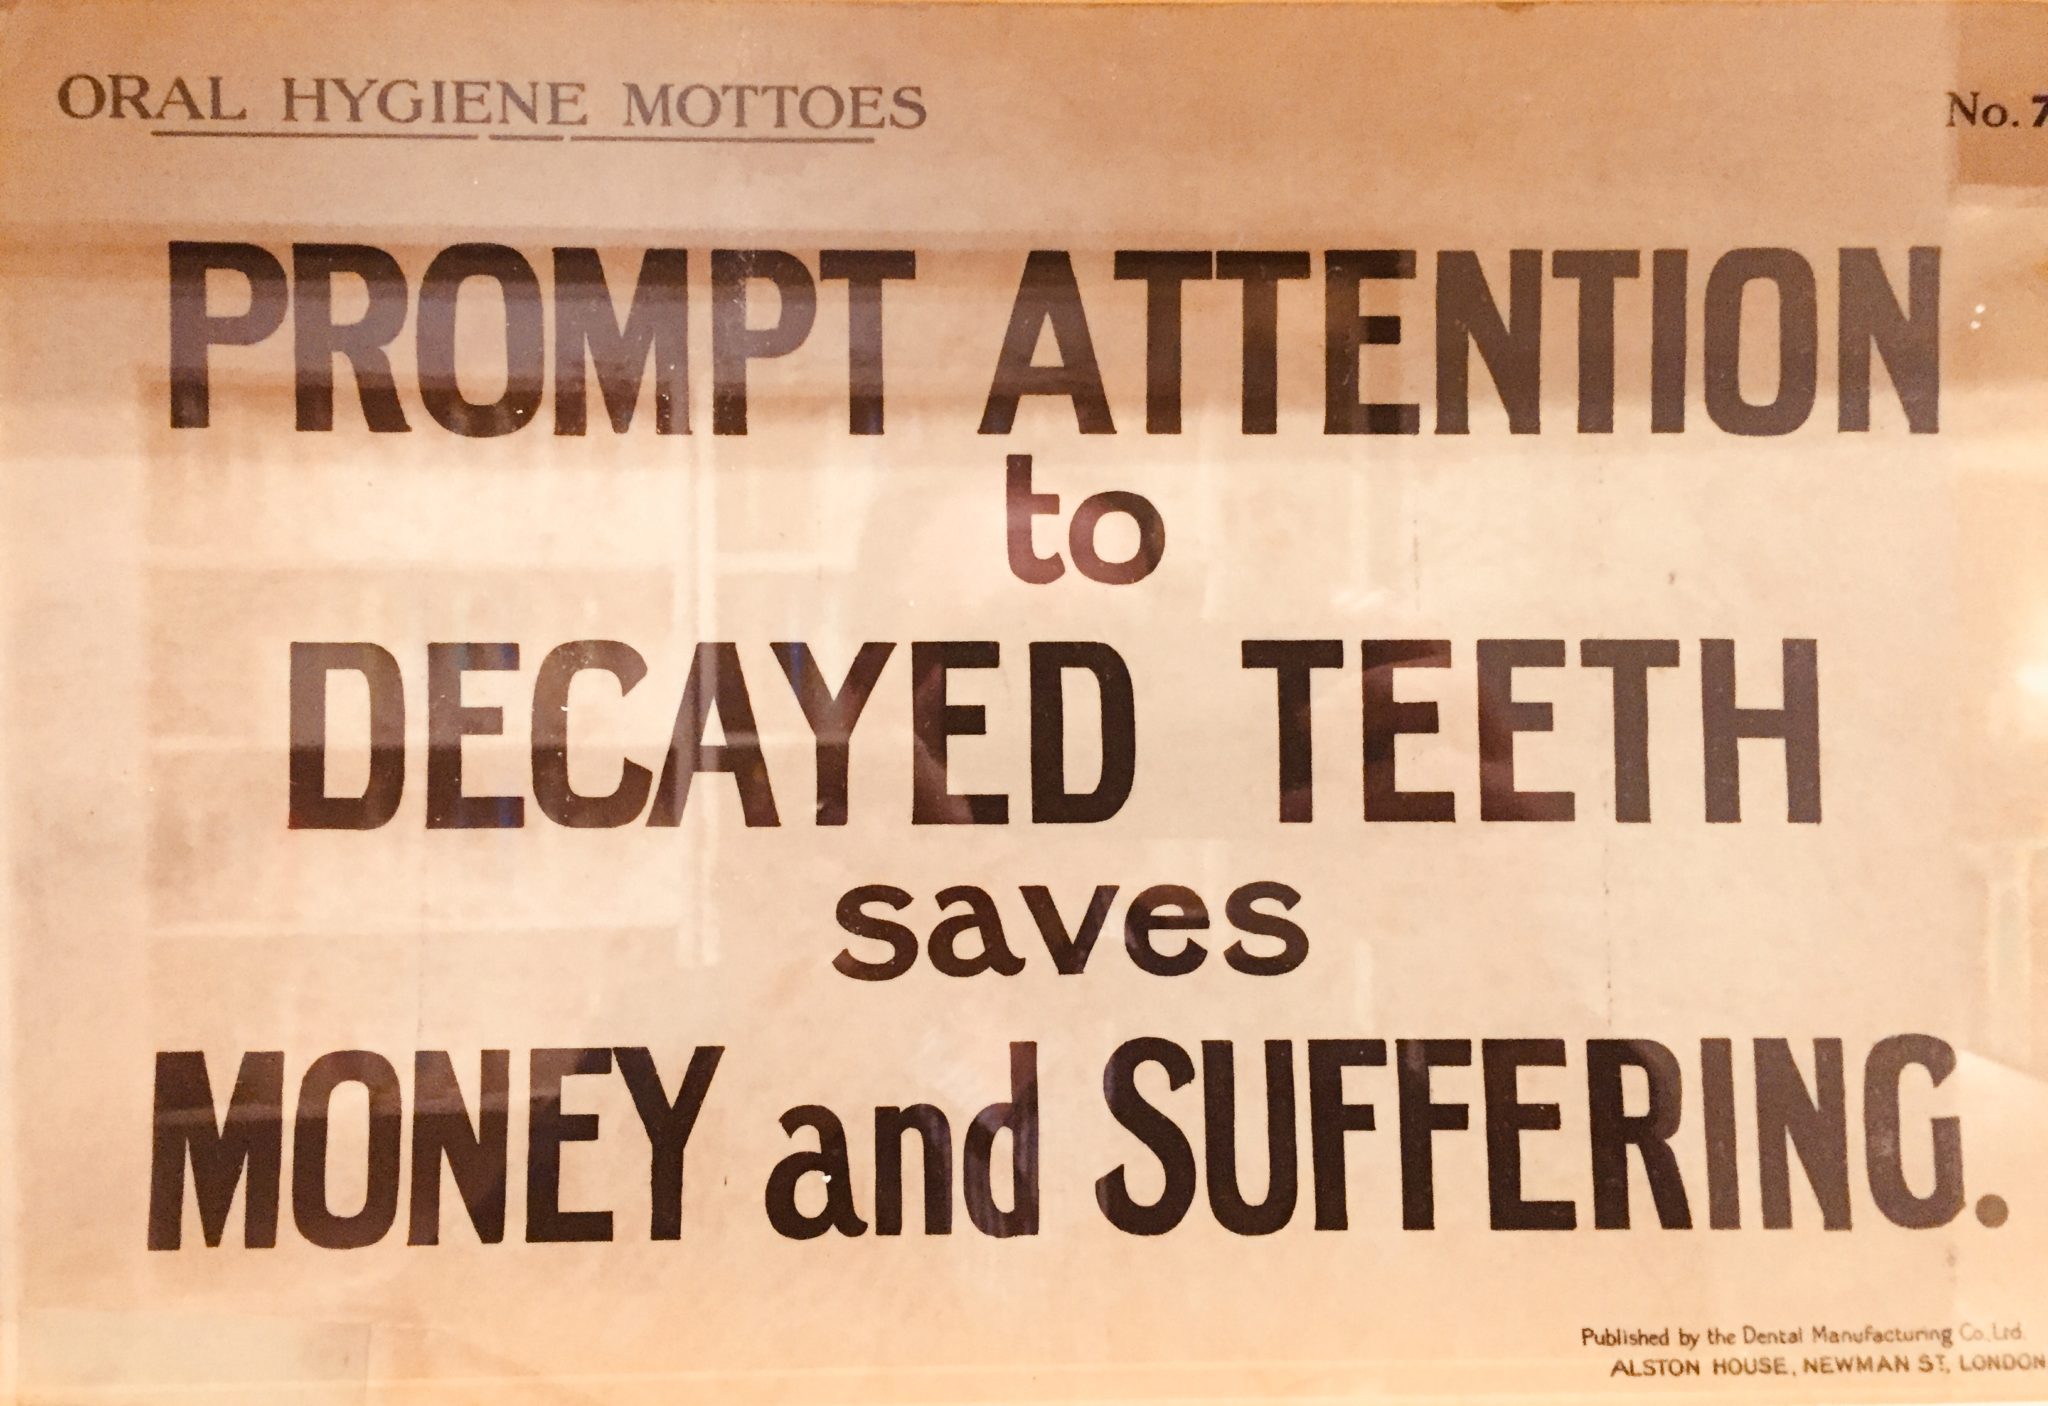 ORAL HYGIENE MOTTOES
No. 7
PROMPT ATTENTION
to
DECAYED TEETH
saves
MONEY and SUFFERING.
Published by the Dental Manufacturing Co. Ltd.
ALSTON HOUSE, NEWMAN ST., LONDON